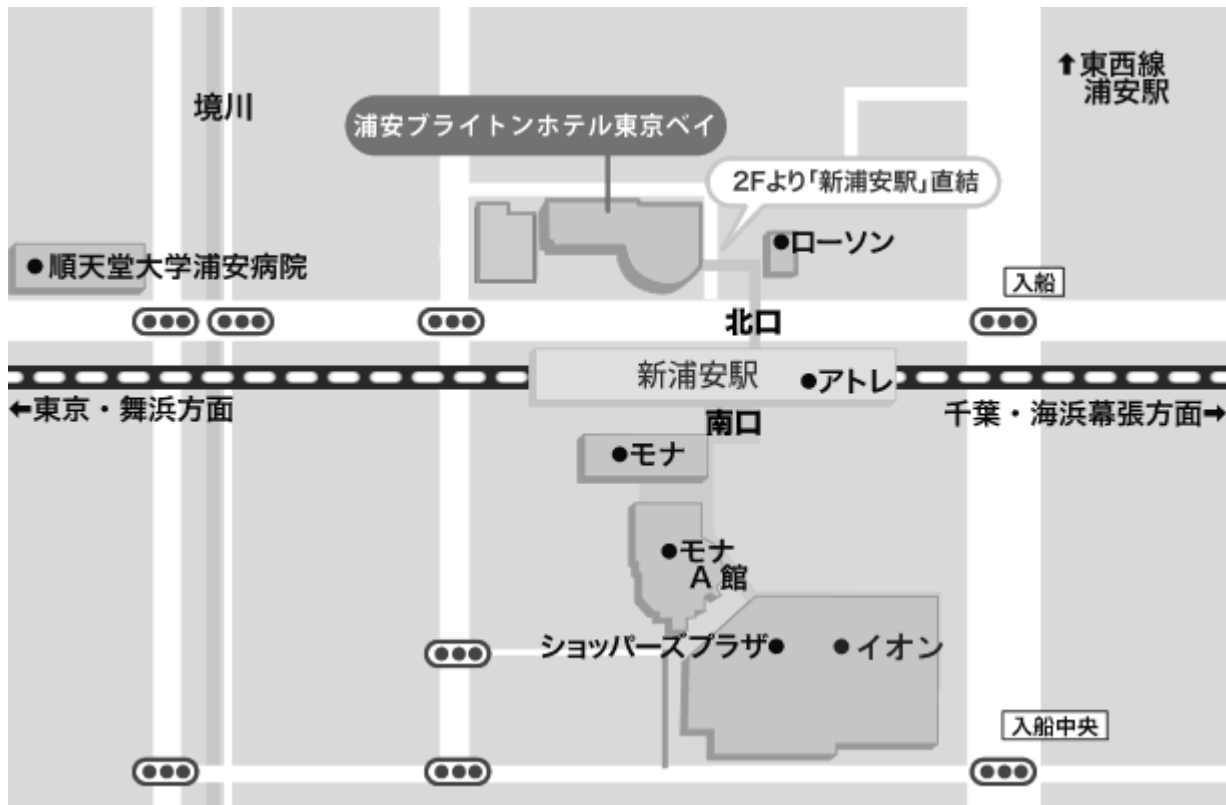 ↑東西線
浦安駅
境川
浦安ブライトンホテル東京ベイ
2Fより「新浦安駅」直結
●ローソン
●順天堂大学浦安病院
入船
北口
新浦安駅
●アトレ
←東京・舞浜方面
千葉・海浜幕張方面→
南口
●モナ
●モナ
A館
ショッパーズプラザ●
●イオン
入船中央